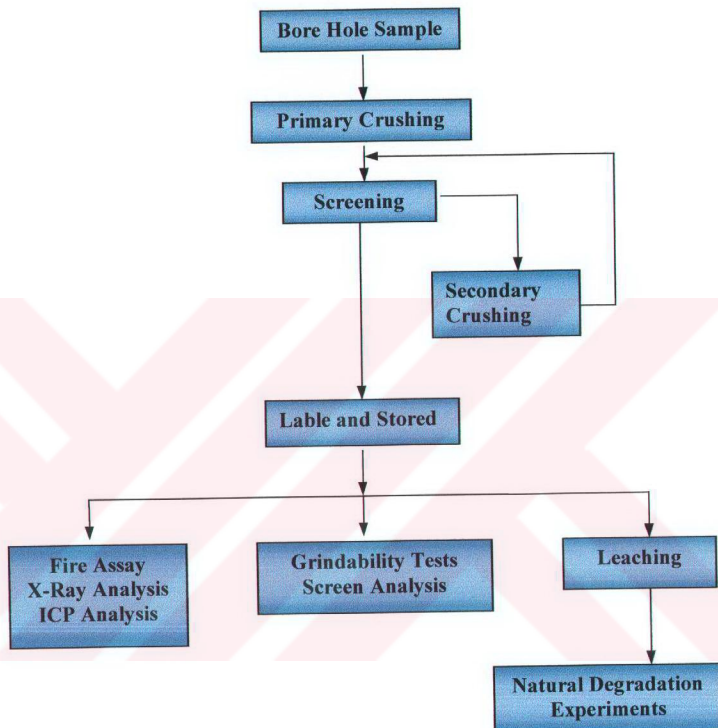 Bore Hole Sample
Primary Crushing
Screening
Secondary
Crushing
Lable and Stored
Fire Assay
X-Ray Analysis
ICP Analysis
Grindability Tests
Screen Analysis
Leaching
Natural Degradation
Experiments